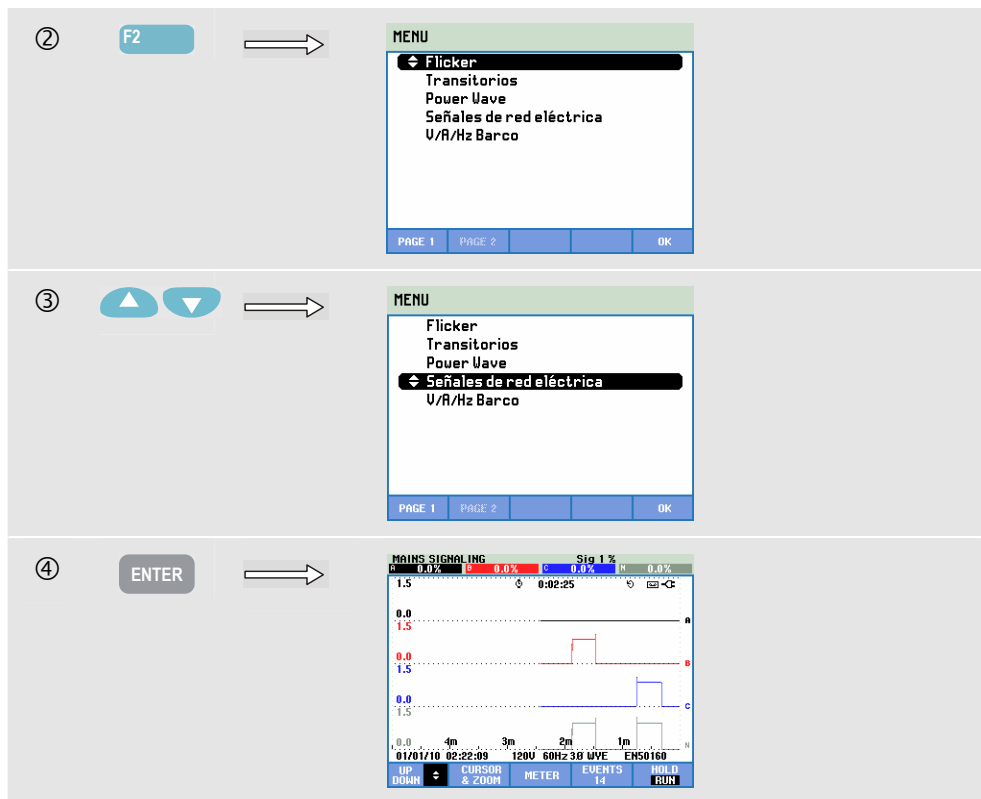 ②
F2
MENU
Flicker
Transitorios
Power Wave
Señales de red eléctrica
V/A/Hz Barco
PAGE 1 PAGE 2 OK
③
MENU
Flicker
Transitorios
Power Wave
Señales de red eléctrica
V/A/Hz Barco
PAGE 1 PAGE 2 OK
④
ENTER
MAINS SIGNALING Sig 1 %
A 0.0% B 0.0% C 0.0% N 0.0%
1.5 0:02:25
0.0 A
1.5
0.0 B
1.5
0.0 C
1.5
0.0 4m 3m 2m 1m N
01/01/10 02:22:09 120V 60Hz 3Ø WYE EN50160
UP DOWN CURSOR & ZOOM METER EVENTS 14 HOLD RUN